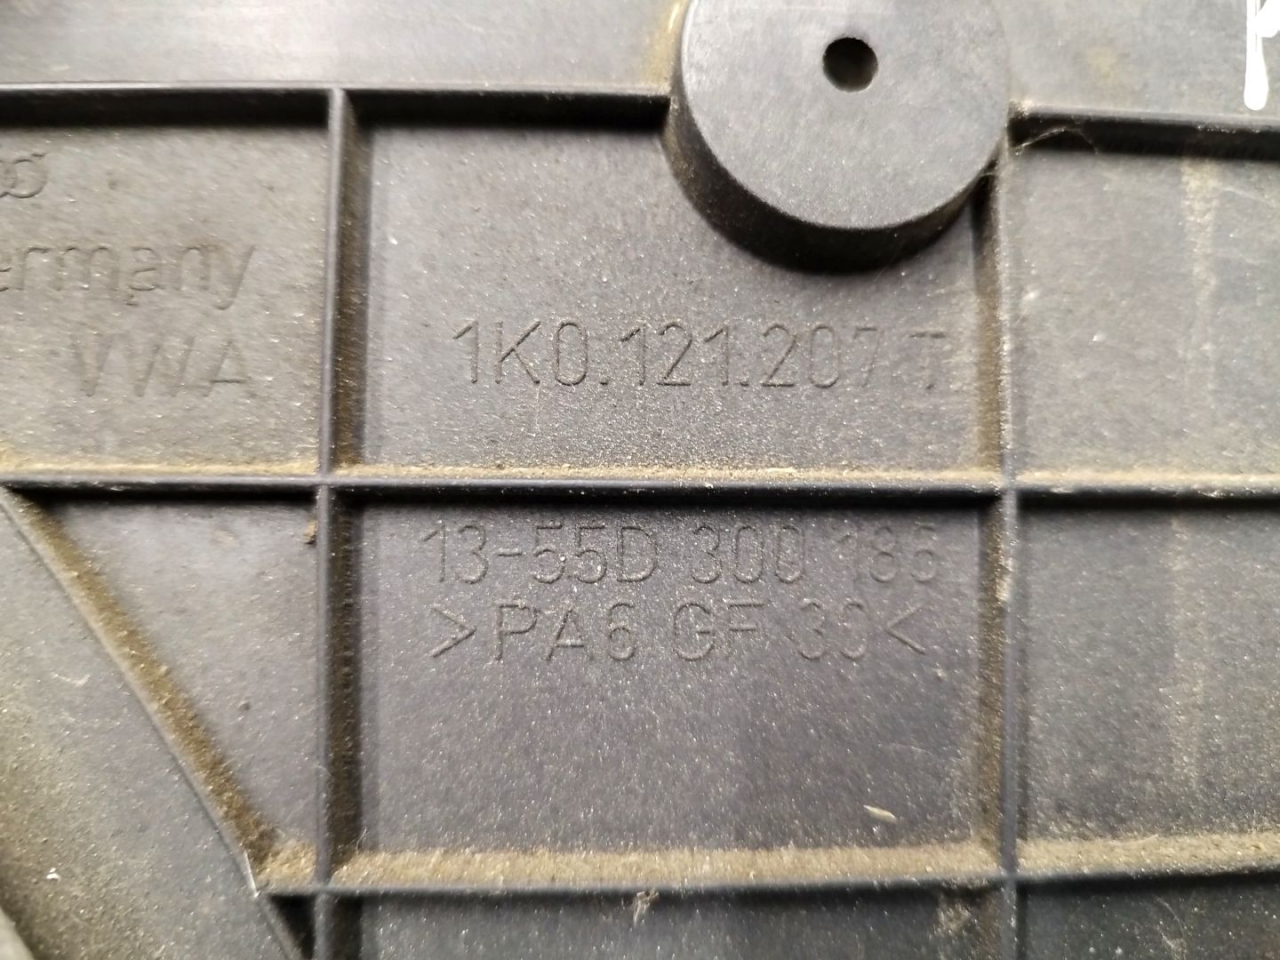 ermany
VWA
1K0.121.207 T
13-55D 300 186
>PA6 GF 30<